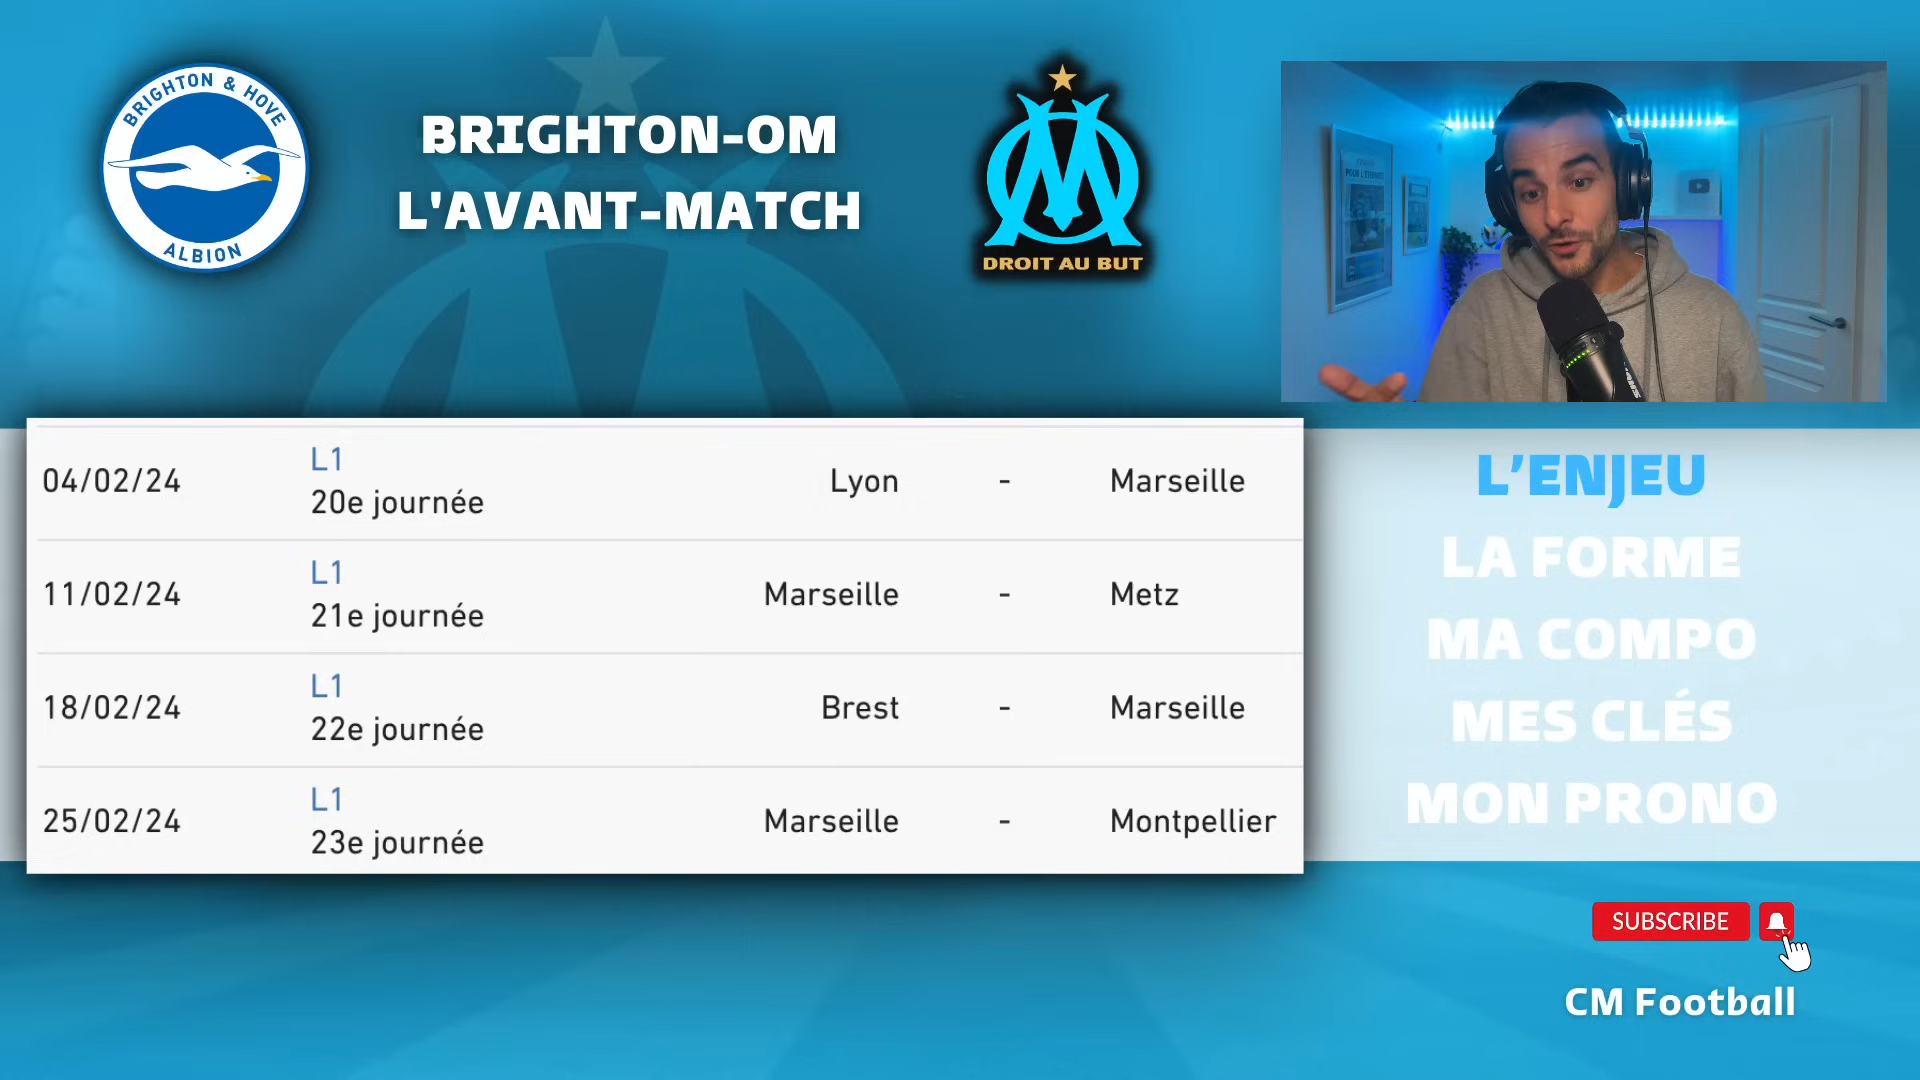 BRIGHTON & HOVE
ALBION
BRIGHTON-OM
L'AVANT-MATCH
DROIT AU BUT
POUR L'ÉTERNITÉ
04/02/24 L1 20e journée Lyon - Marseille
11/02/24 L1 21e journée Marseille - Metz
18/02/24 L1 22e journée Brest - Marseille
25/02/24 L1 23e journée Marseille - Montpellier
L'ENJEU
LA FORME
MA COMPO
MES CLÉS
MON PRONO
SUBSCRIBE
CM Football